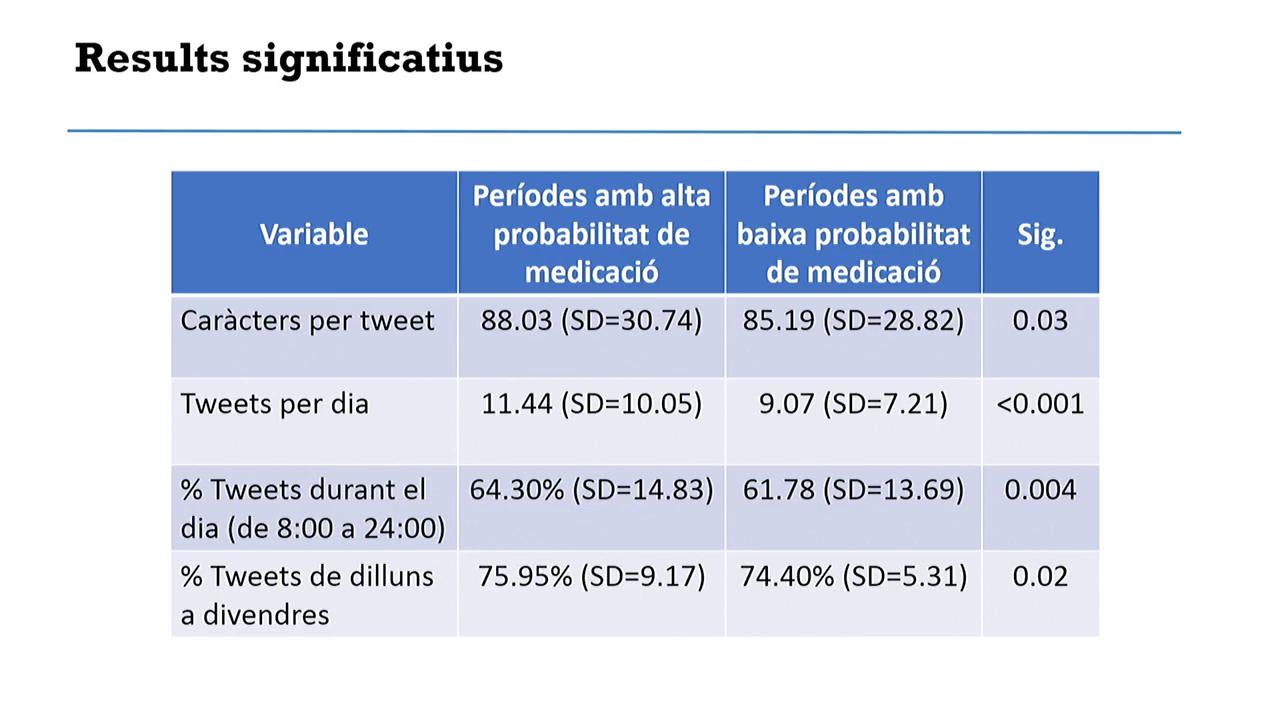 Results significatius
Variable
Períodes amb alta
probabilitat de
medicació
Períodes amb
baixa probabilitat
de medicació
Sig.
Caràcters per tweet
88.03 (SD=30.74)
85.19 (SD=28.82)
0.03
Tweets per dia
11.44 (SD=10.05)
9.07 (SD=7.21)
<0.001
% Tweets durant el
dia (de 8:00 a 24:00)
64.30% (SD=14.83)
61.78 (SD=13.69)
0.004
% Tweets de dilluns
a divendres
75.95% (SD=9.17)
74.40% (SD=5.31)
0.02